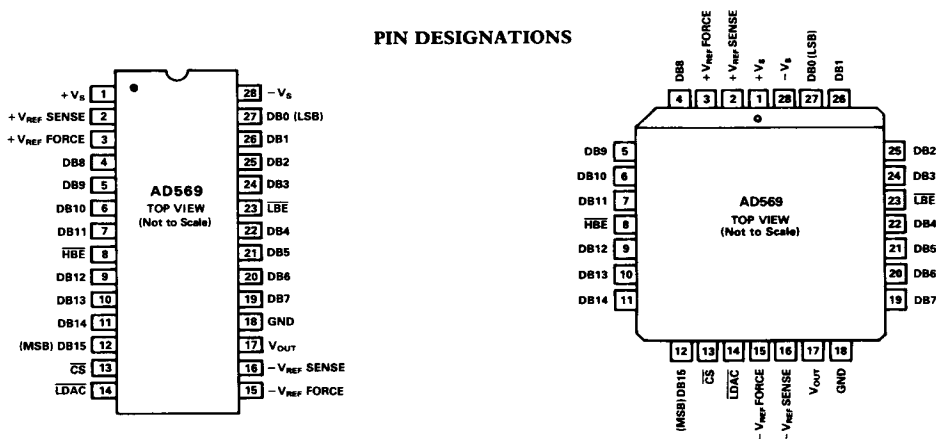 PIN DESIGNATIONS
+VS 1
+VREF SENSE 2
+VREF FORCE 3
DB8 4
DB9 5
DB10 6
DB11 7
HBE 8
DB12 9
DB13 10
DB14 11
(MSB) DB15 12
CS 13
LDAC 14
AD569
TOP VIEW
(Not to Scale)
28 −VS
27 DB0 (LSB)
26 DB1
25 DB2
24 DB3
23 LBE
22 DB4
21 DB5
20 DB6
19 DB7
18 GND
17 VOUT
16 −VREF SENSE
15 −VREF FORCE
DB8 4
+VREF FORCE 3
+VREF SENSE 2
+VS 1
−VS 28
DB0 (LSB) 27
DB1 26
DB9 5
DB10 6
DB11 7
HBE 8
DB12 9
DB13 10
DB14 11
AD569
TOP VIEW
(Not to Scale)
25 DB2
24 DB3
23 LBE
22 DB4
21 DB5
20 DB6
19 DB7
12 (MSB) DB15
13 CS
14 LDAC
15 −VREF FORCE
16 −VREF SENSE
17 VOUT
18 GND